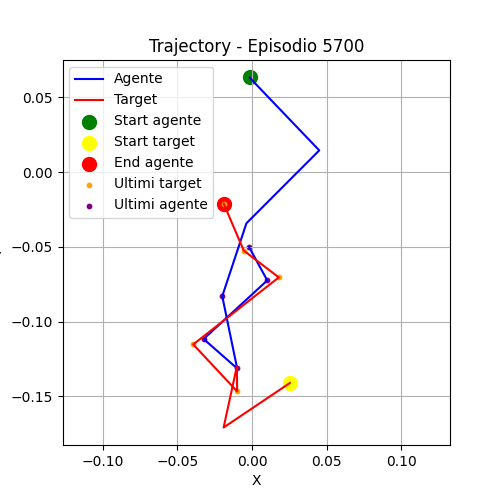 Trajectory - Episodio 5700
Agente
Target
Start agente
Start target
End agente
Ultimi target
Ultimi agente
0.05
0.00
−0.05
−0.10
−0.15
−0.10
−0.05
0.00
0.05
0.10
X